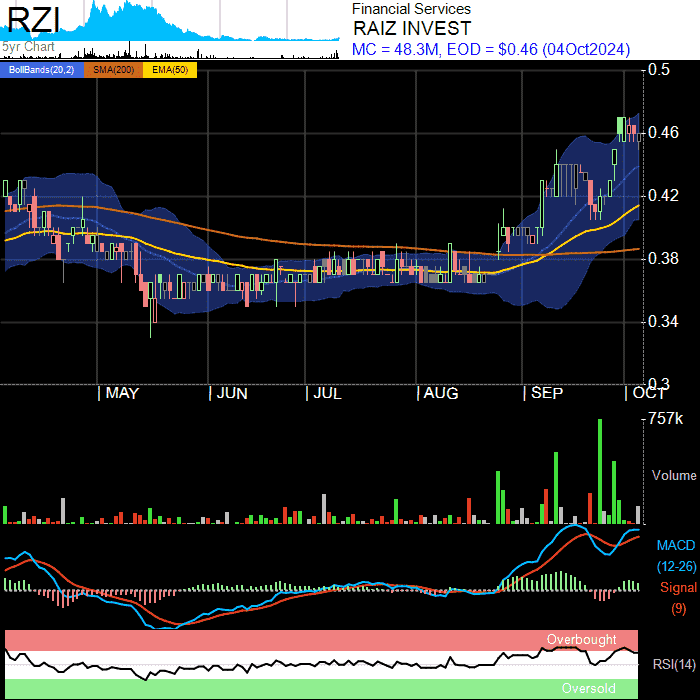 RZI
5yr Chart
Financial Services
RAIZ INVEST
MC = 48.3M, EOD = $0.46 (04Oct2024)
BollBands(20,2) SMA(200) EMA(50)
0.5
0.46
0.42
0.38
0.34
0.3
MAY JUN JUL AUG SEP OCT
757k
Volume
MACD
(12-26)
Signal
(9)
Overbought
RSI(14)
Oversold